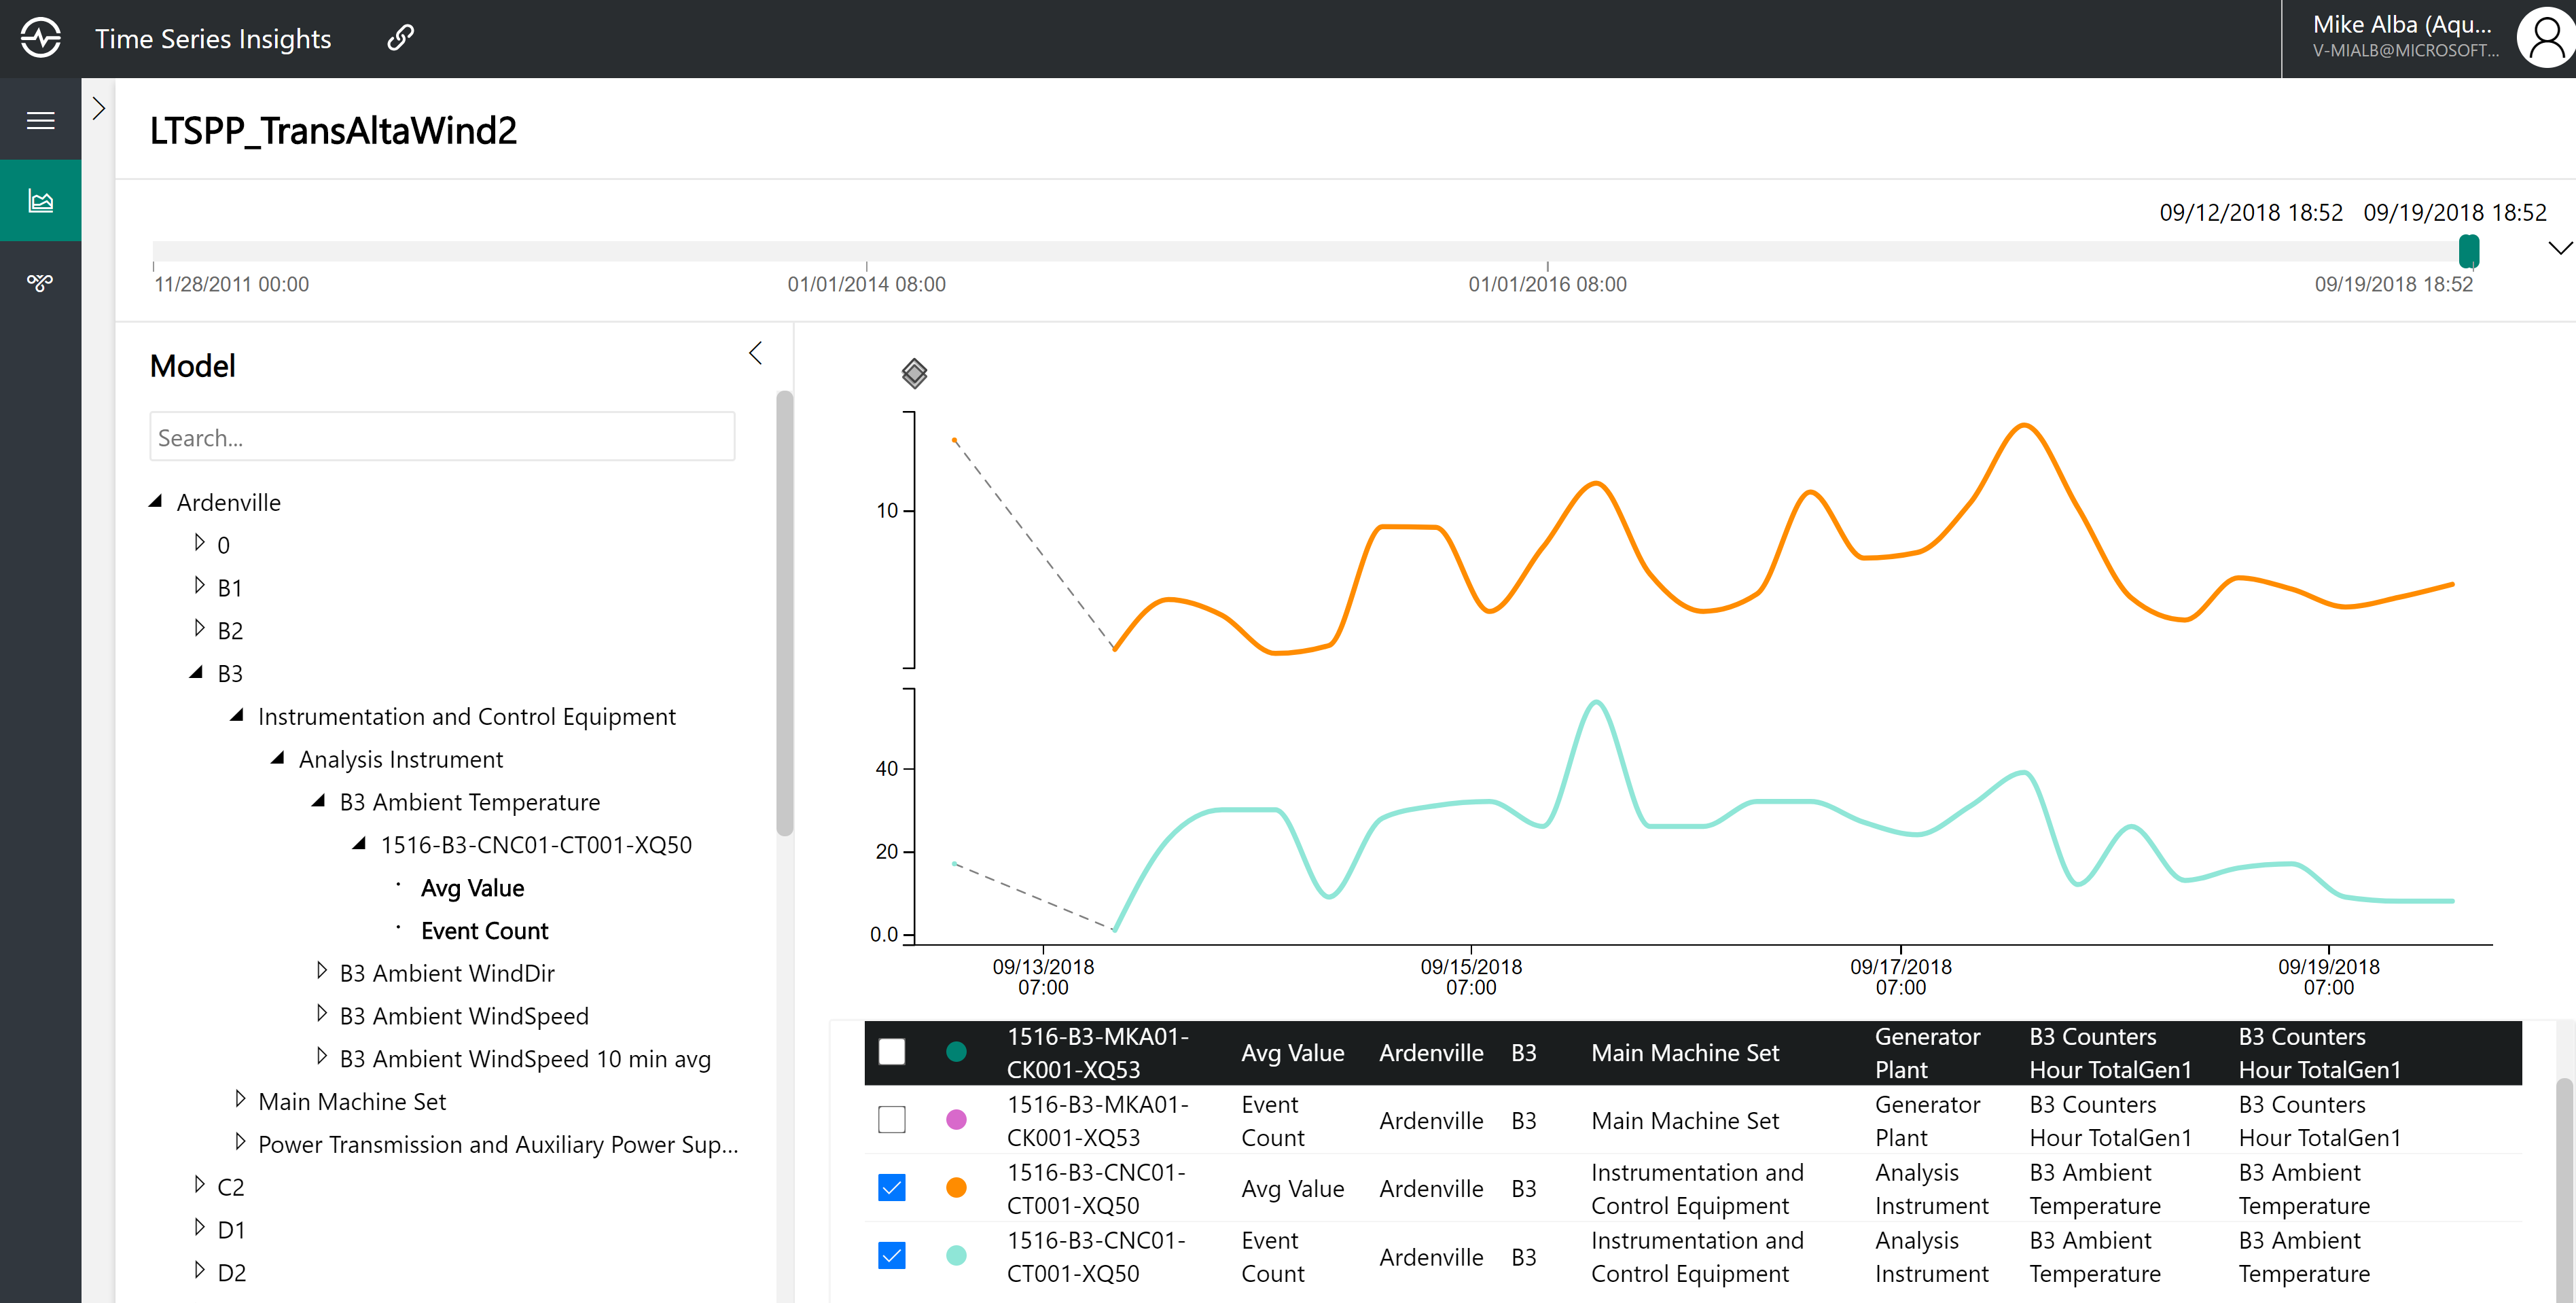 Time Series Insights
Mike Alba (Aqu...
V-MIALB@MICROSOFT...
LTSPP_TransAltaWind2
09/12/2018 18:52 09/19/2018 18:52
11/28/2011 00:00
01/01/2014 08:00
01/01/2016 08:00
09/19/2018 18:52
Model
Search...
Ardenville
0
B1
B2
B3
Instrumentation and Control Equipment
Analysis Instrument
B3 Ambient Temperature
1516-B3-CNC01-CT001-XQ50
Avg Value
Event Count
B3 Ambient WindDir
B3 Ambient WindSpeed
B3 Ambient WindSpeed 10 min avg
Main Machine Set
Power Transmission and Auxiliary Power Sup...
C2
D1
D2
10
40
20
0.0
09/13/2018
07:00
09/15/2018
07:00
09/17/2018
07:00
09/19/2018
07:00
1516-B3-MKA01-
CK001-XQ53
Avg Value
Ardenville
B3
Main Machine Set
Generator
Plant
B3 Counters
Hour TotalGen1
B3 Counters
Hour TotalGen1
1516-B3-MKA01-
CK001-XQ53
Event
Count
Ardenville
B3
Main Machine Set
Generator
Plant
B3 Counters
Hour TotalGen1
B3 Counters
Hour TotalGen1
1516-B3-CNC01-
CT001-XQ50
Avg Value
Ardenville
B3
Instrumentation and
Control Equipment
Analysis
Instrument
B3 Ambient
Temperature
B3 Ambient
Temperature
1516-B3-CNC01-
CT001-XQ50
Event
Count
Ardenville
B3
Instrumentation and
Control Equipment
Analysis
Instrument
B3 Ambient
Temperature
B3 Ambient
Temperature